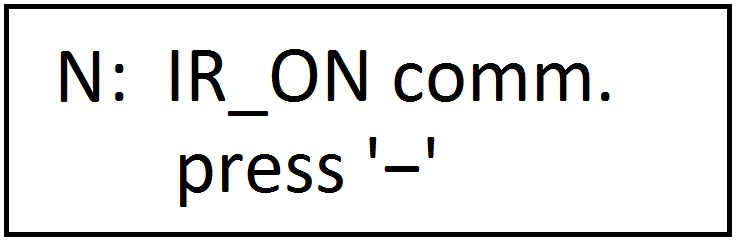 N: IR_ON comm.
press '–'